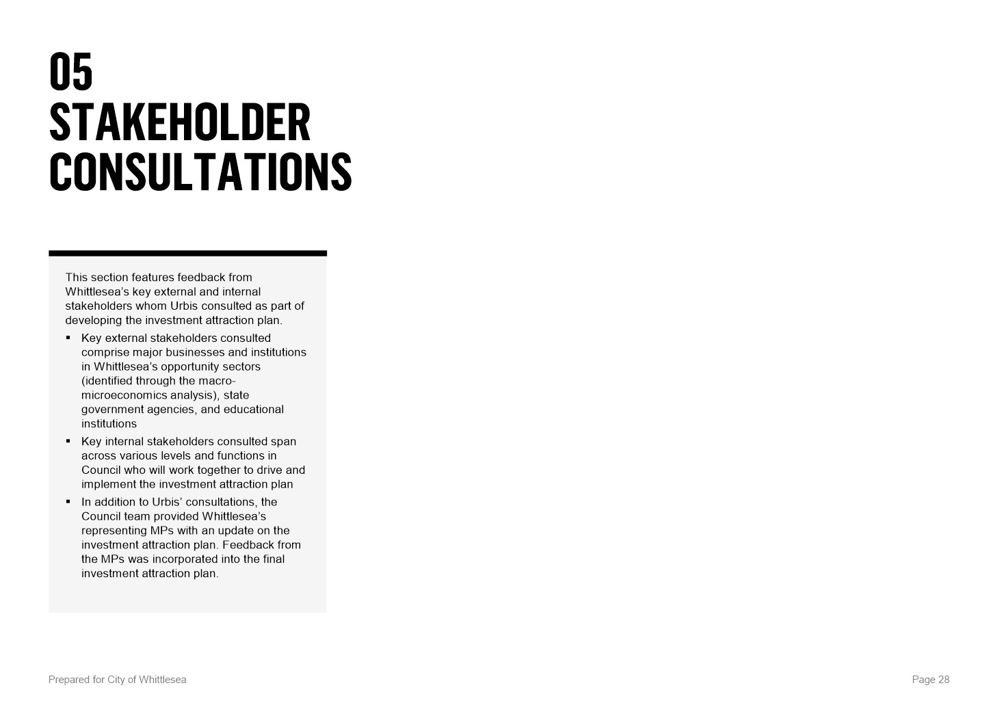 05
STAKEHOLDER
CONSULTATIONS
This section features feedback from
Whittlesea’s key external and internal
stakeholders whom Urbis consulted as part of
developing the investment attraction plan.
▪ Key external stakeholders consulted
comprise major businesses and institutions
in Whittlesea’s opportunity sectors
(identified through the macro-
microeconomics analysis), state
government agencies, and educational
institutions
▪ Key internal stakeholders consulted span
across various levels and functions in
Council who will work together to drive and
implement the investment attraction plan
▪ In addition to Urbis’ consultations, the
Council team provided Whittlesea’s
representing MPs with an update on the
investment attraction plan. Feedback from
the MPs was incorporated into the final
investment attraction plan.
Prepared for City of Whittlesea
Page 28